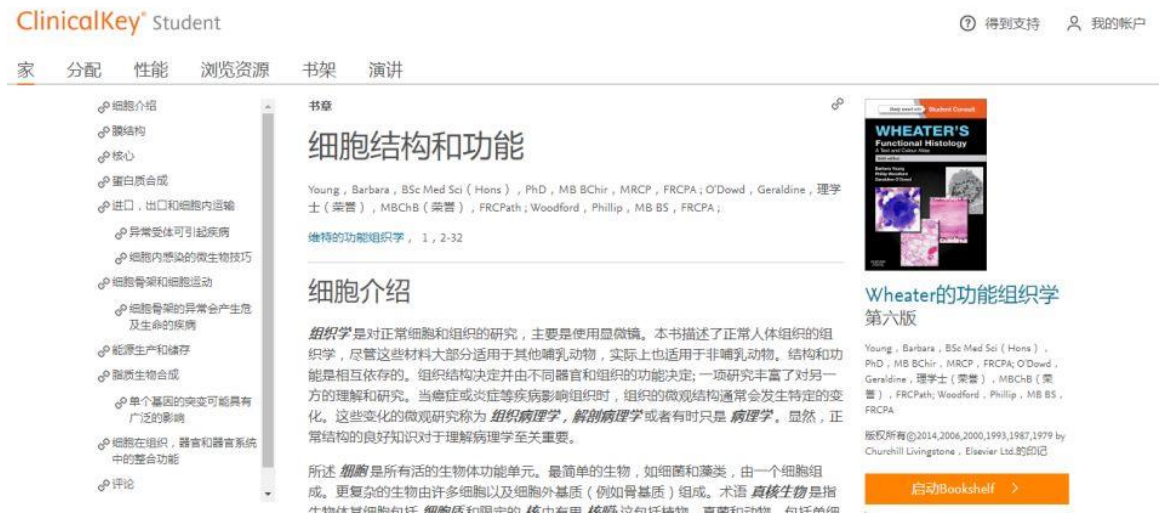 ClinicalKey® Student
得到支持
我的帐户
家 分配 性能 浏览资源 书架 演讲
细胞介绍
膜结构
核心
蛋白质合成
进口，出口和细胞内运输
异常受体可引起疾病
细胞内感染的微生物技巧
细胞骨架和细胞运动
细胞骨架的异常会产生危
及生命的疾病
能源生产和储存
脂质生物合成
单个基因的突变可能具有
广泛的影响
细胞在组织，器官和器官系统
中的整合功能
评论
书章
细胞结构和功能
Young，Barbara，BSc Med Sci（Hons），PhD，MB BChir，MRCP，FRCPA；O'Dowd，Geraldine，理学
士（荣誉），MBChB（荣誉），FRCPath；Woodford，Phillip，MB BS，FRCPA；
维特的功能组织学， 1，2-32
细胞介绍
组织学是对正常细胞和组织的研究，主要是使用显微镜。本书描述了正常人体组织的组
织学，尽管这些材料大部分适用于其他哺乳动物，实际上也适用于非哺乳动物。结构和功
能是相互依存的。组织结构决定并由不同器官和组织的功能决定;一项研究丰富了对另一
方的理解和研究。当癌症或炎症等疾病影响组织时，组织的微观结构通常会发生特定的变
化。这些变化的微观研究称为 组织病理学，解剖病理学 或者有时只是 病理学。显然，正
常结构的良好知识对于理解病理学至关重要。
所述 细胞 是所有活的生物体功能单元。最简单的生物，如细菌和藻类，由一个细胞组
成。更复杂的生物由许多细胞以及细胞外基质（例如骨基质）组成。术语 真核生物 是指
Student Consult
WHEATER'S
Functional Histology
A Text and Colour Atlas
Barbara Young
Phillip Woodford
Geraldine O'Dowd
Wheater的功能组织学
第六版
Young，Barbara，BSc Med Sci（Hons），
PhD，MB BChir，MRCP，FRCPA；O'Dowd，
Geraldine，理学士（荣誉），MBChB（荣
誉），FRCPath；Woodford，Phillip，MB BS，
FRCPA
版权所有©2014,2006,2000,1993,1987,1979 by
Churchill Livingstone，Elsevier Ltd.的印记
启动Bookshelf